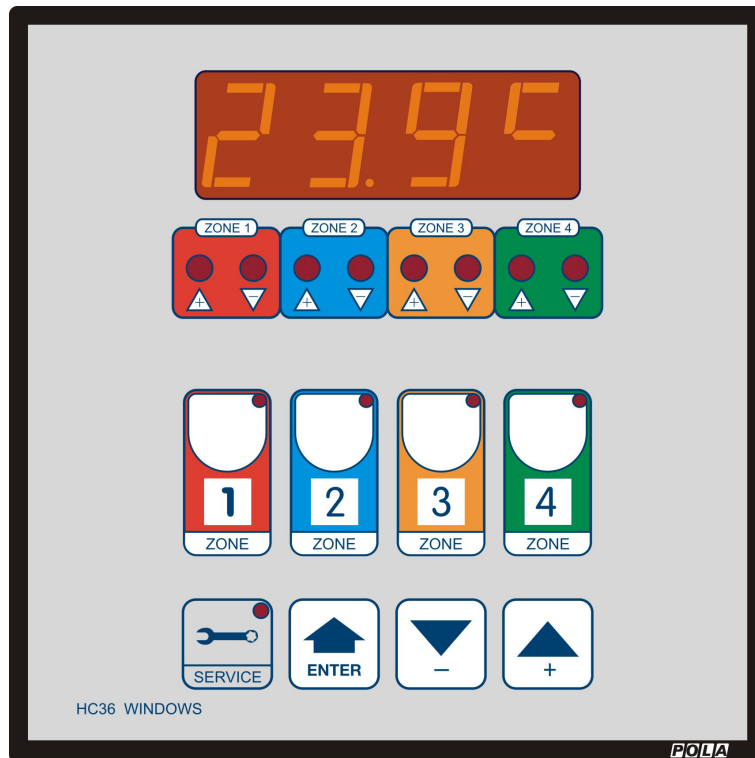 23.9c
ZONE 1 ZONE 2 ZONE 3 ZONE 4
+ − + − + − + −
1 2 3 4
ZONE ZONE ZONE ZONE
SERVICE ENTER − +
HC36 WINDOWS
POLA